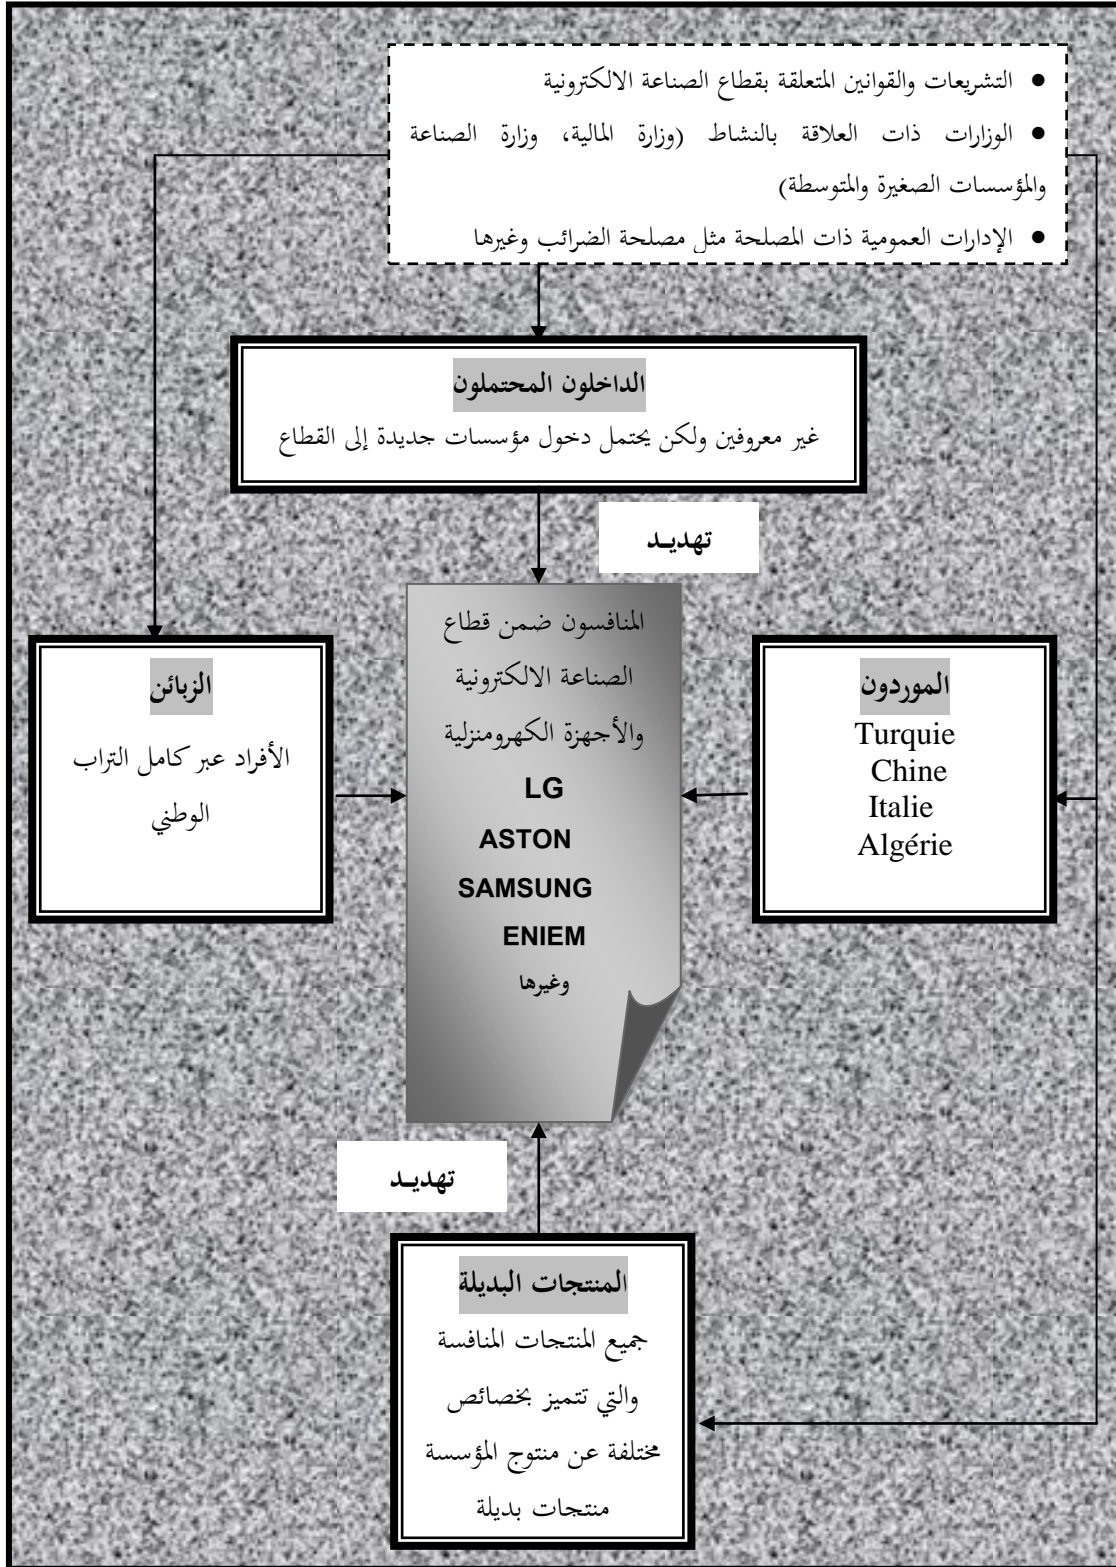 ● التشريعات والقوانين المتعلقة بقطاع الصناعة الالكترونية
● الوزارات ذات العلاقة بالنشاط (وزارة المالية، وزارة الصناعة
والمؤسسات الصغيرة والمتوسطة)
● الإدارات العمومية ذات المصلحة مثل مصلحة الضرائب وغيرها
الداخلون المحتملون
غير معروفين ولكن يحتمل دخول مؤسسات جديدة إلى القطاع
تهديـد
الموردون
Turquie
Chine
Italie
Algérie
المنافسون ضمن قطاع
الصناعة الالكترونية
والأجهزة الكهرومنزلية
LG
ASTON
SAMSUNG
ENIEM
وغيرها
الزبائن
الأفراد عبر كامل التراب
الوطني
تهديـد
المنتجات البديلة
جميع المنتجات المنافسة
والتي تتميز بخصائص
مختلفة عن منتوج المؤسسة
منتجات بديلة